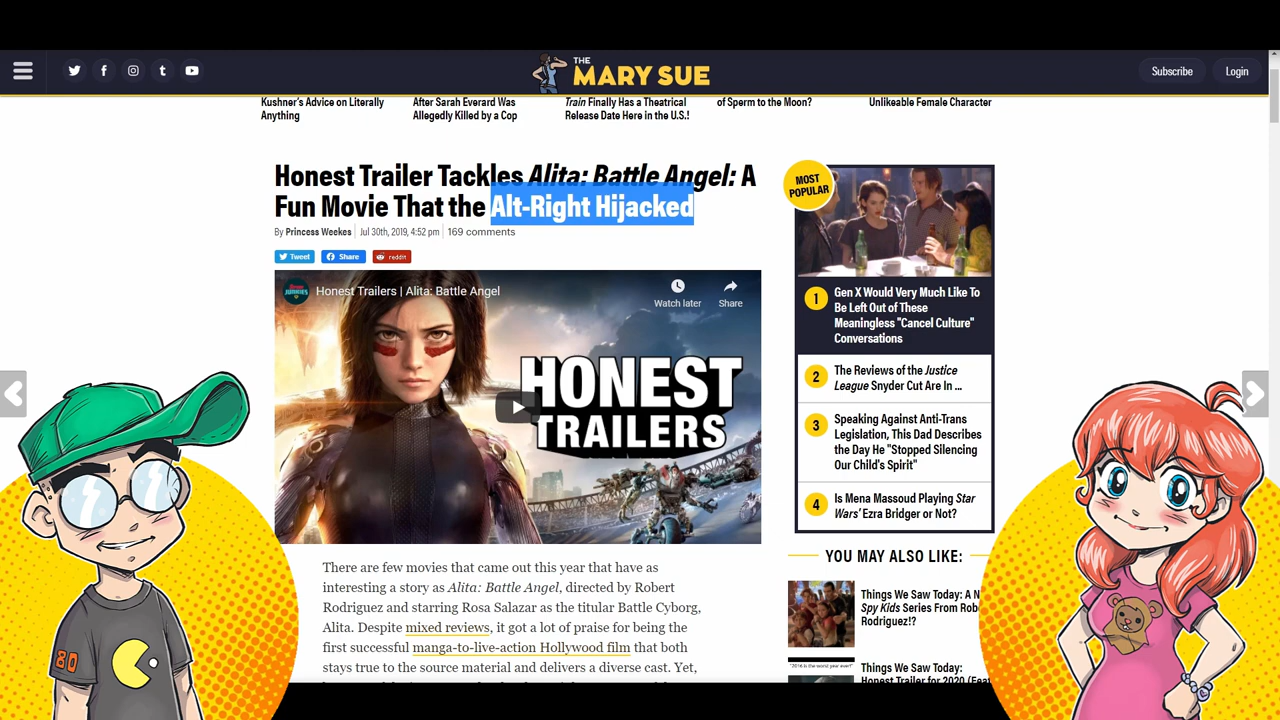 THE
MARY SUE
Subscribe
Login
Kushner's Advice on Literally
Anything
After Sarah Everard Was
Allegedly Killed by a Cop
Train Finally Has a Theatrical
Release Date Here in the U.S.!
of Sperm to the Moon?
Unlikeable Female Character
Honest Trailer Tackles Alita: Battle Angel: A
Fun Movie That the Alt-Right Hijacked
By Princess Weekes | Jul 30th, 2019, 4:52 pm | 169 comments
Tweet
Share
reddit
Honest Trailers | Alita: Battle Angel
Watch later
Share
HONEST
TRAILERS
There are few movies that came out this year that have as
interesting a story as Alita: Battle Angel, directed by Robert
Rodriguez and starring Rosa Salazar as the titular Battle Cyborg,
Alita. Despite mixed reviews, it got a lot of praise for being the
first successful manga-to-live-action Hollywood film that both
stays true to the source material and delivers a diverse cast. Yet,
MOST
POPULAR
1
Gen X Would Very Much Like To
Be Left Out of These
Meaningless "Cancel Culture"
Conversations
2
The Reviews of the Justice
League Snyder Cut Are In ...
3
Speaking Against Anti-Trans
Legislation, This Dad Describes
the Day He "Stopped Silencing
Our Child's Spirit"
4
Is Mena Massoud Playing Star
Wars' Ezra Bridger or Not?
YOU MAY ALSO LIKE:
Things We Saw Today: A N
Spy Kids Series From Rob
Rodriguez!?
"2016 is the worst year ever!"
Things We Saw Today:
Honest Trailer for 2020 (Fea
80